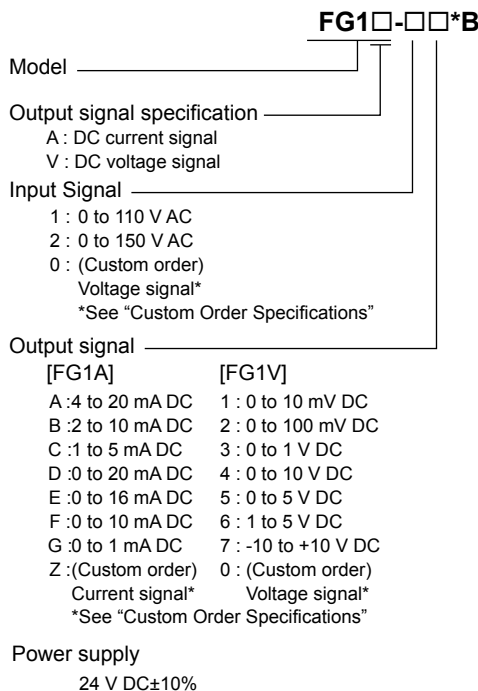 FG1□-□□*B
Model
Output signal specification
A : DC current signal
V : DC voltage signal
Input Signal
1 : 0 to 110 V AC
2 : 0 to 150 V AC
0 : (Custom order)
Voltage signal*
*See “Custom Order Specifications”
Output signal
[FG1A] [FG1V]
A :4 to 20 mA DC 1 : 0 to 10 mV DC
B :2 to 10 mA DC 2 : 0 to 100 mV DC
C :1 to 5 mA DC 3 : 0 to 1 V DC
D :0 to 20 mA DC 4 : 0 to 10 V DC
E :0 to 16 mA DC 5 : 0 to 5 V DC
F :0 to 10 mA DC 6 : 1 to 5 V DC
G :0 to 1 mA DC 7 : -10 to +10 V DC
Z :(Custom order) 0 : (Custom order)
Current signal* Voltage signal*
*See “Custom Order Specifications”
Power supply
24 V DC±10%